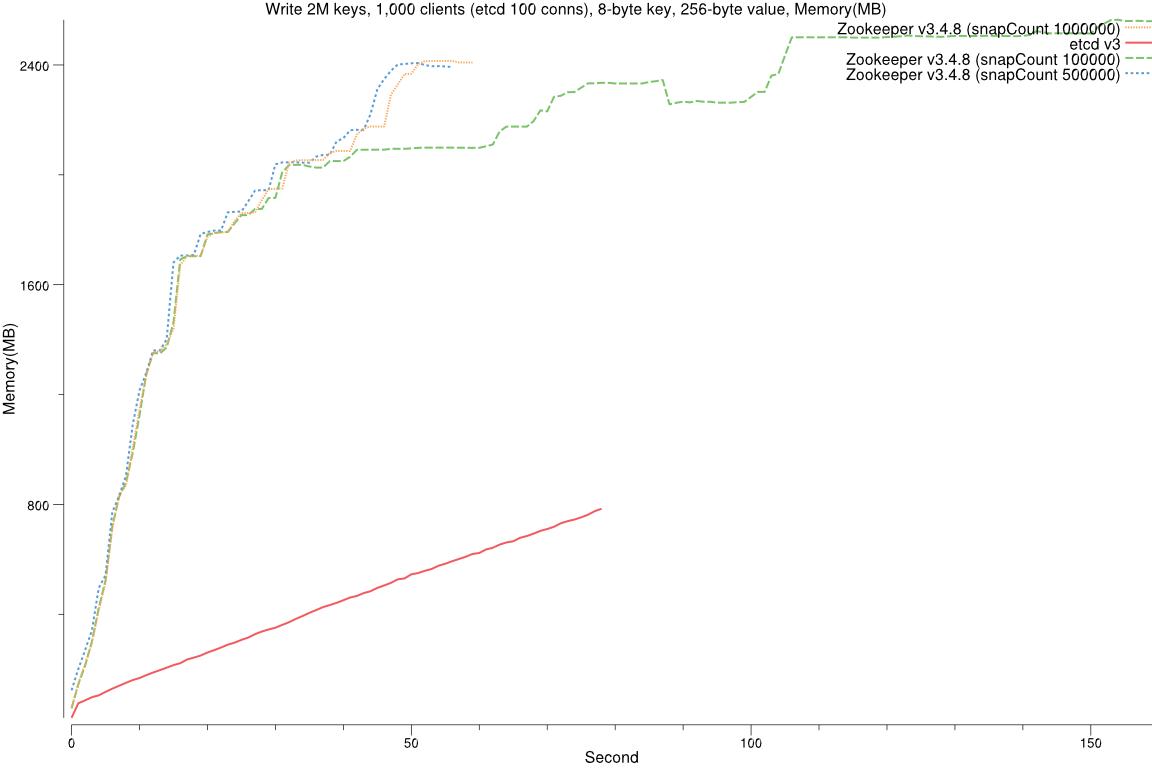 Write 2M keys, 1,000 clients (etcd 100 conns), 8-byte key, 256-byte value, Memory(MB)
Zookeeper v3.4.8 (snapCount 1000000)
etcd v3
Zookeeper v3.4.8 (snapCount 100000)
Zookeeper v3.4.8 (snapCount 500000)
2400
1600
800
Memory(MB)
0
50
100
150
Second